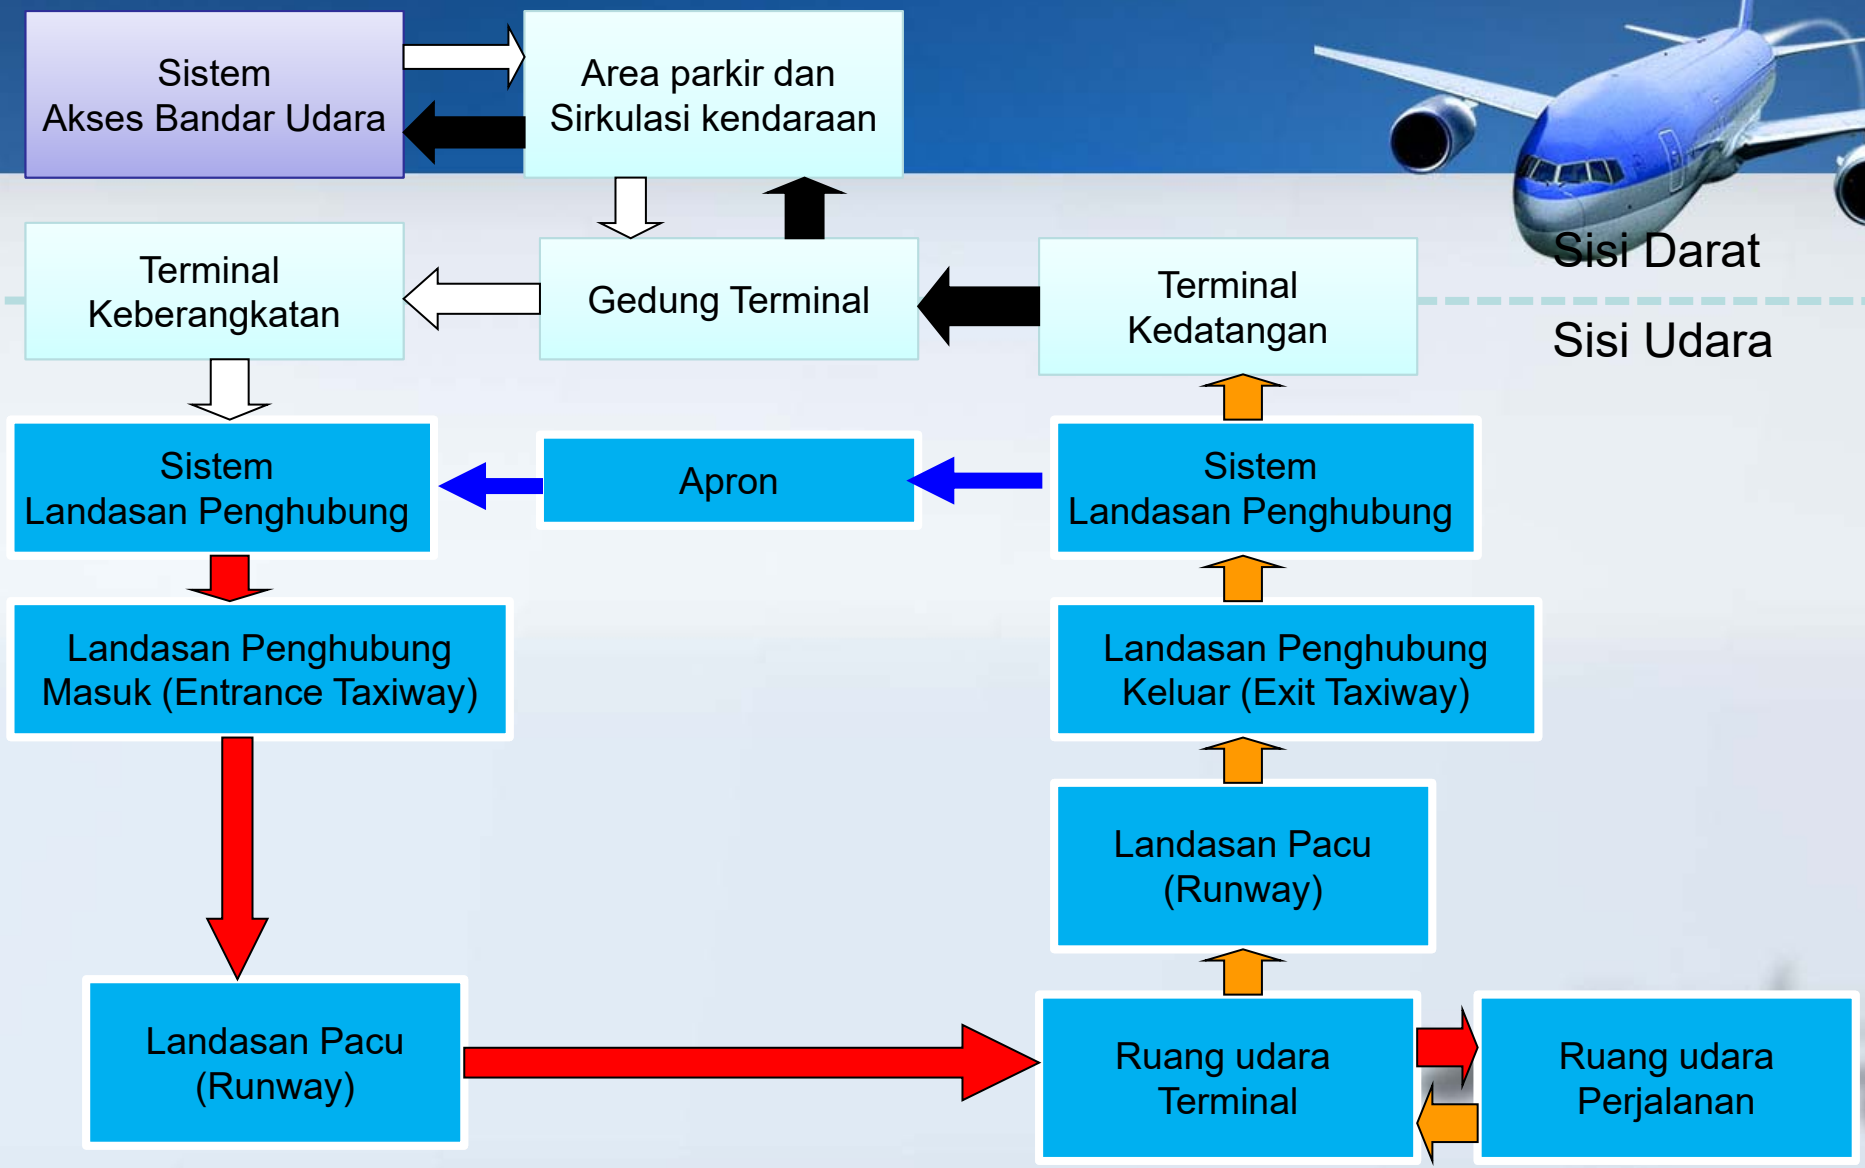 Sistem
Akses Bandar Udara
Area parkir dan
Sirkulasi kendaraan
Terminal
Keberangkatan
Gedung Terminal
Terminal
Kedatangan
Sisi Darat
Sisi Udara
Sistem
Landasan Penghubung
Apron
Sistem
Landasan Penghubung
Landasan Penghubung
Masuk (Entrance Taxiway)
Landasan Penghubung
Keluar (Exit Taxiway)
Landasan Pacu
(Runway)
Landasan Pacu
(Runway)
Ruang udara
Terminal
Ruang udara
Perjalanan